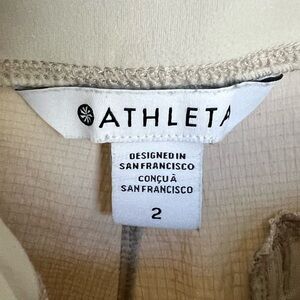 ATHLETA
DESIGNED IN
SAN FRANCISCO
CONÇU À
SAN FRANCISCO
2